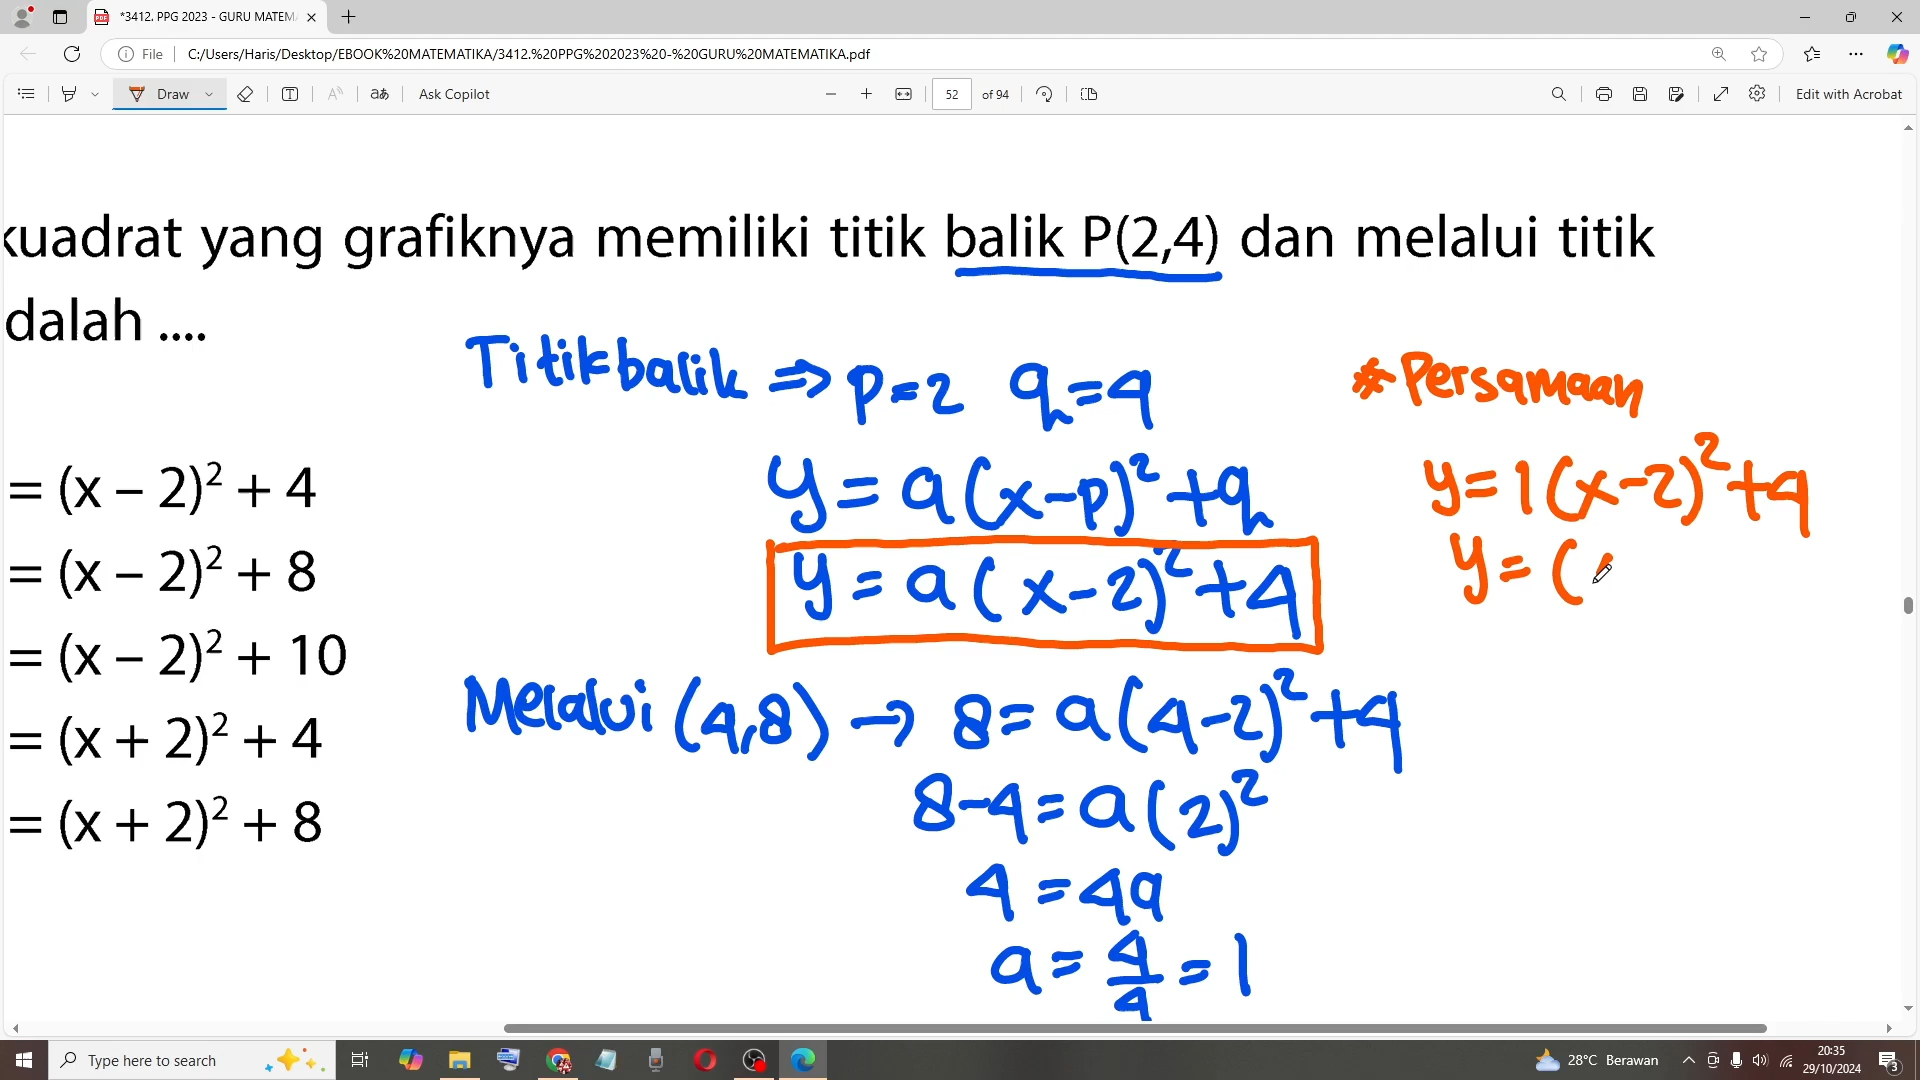 *3412. PPG 2023 - GURU MATEM
File
C:/Users/Haris/Desktop/EBOOK%20MATEMATIKA/3412.%20PPG%202023%20-%20GURU%20MATEMATIKA.pdf
Draw
Ask Copilot
52 of 94
Edit with Acrobat
kuadrat yang grafiknya memiliki titik balik P(2,4) dan melalui titik
dalah ....
Titik balik => p=2 q=4
y=a(x-p)²+q
y=a(x-2)²+4
= (x – 2)² + 4
= (x – 2)² + 8
= (x – 2)² + 10
= (x + 2)² + 4
= (x + 2)² + 8
Melalui (4,8) → 8=a(4-2)²+4
8-4=a(2)²
4=4a
a=4/4=1
* Persamaan
y=1(x-2)²+4
y=(
Type here to search
28°C Berawan
20:35
29/10/2024
3